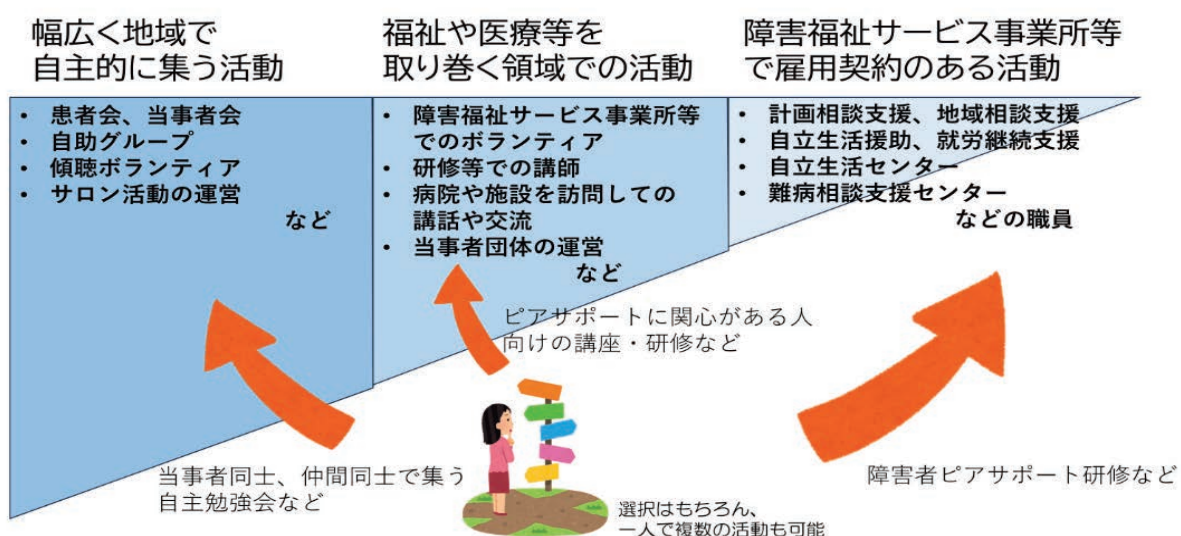 幅広く地域で
自主的に集う活動
• 患者会、当事者会
• 自助グループ
• 傾聴ボランティア
• サロン活動の運営
など
福祉や医療等を
取り巻く領域での活動
• 障害福祉サービス事業所等
でのボランティア
• 研修等での講師
• 病院や施設を訪問しての
講話や交流
• 当事者団体の運営
など
障害福祉サービス事業所等
で雇用契約のある活動
• 計画相談支援、地域相談支援
• 自立生活援助、就労継続支援
• 自立生活センター
• 難病相談支援センター
などの職員
ピアサポートに関心がある人
向けの講座・研修など
当事者同士、仲間同士で集う
自主勉強会など
障害者ピアサポート研修など
選択はもちろん、
一人で複数の活動も可能